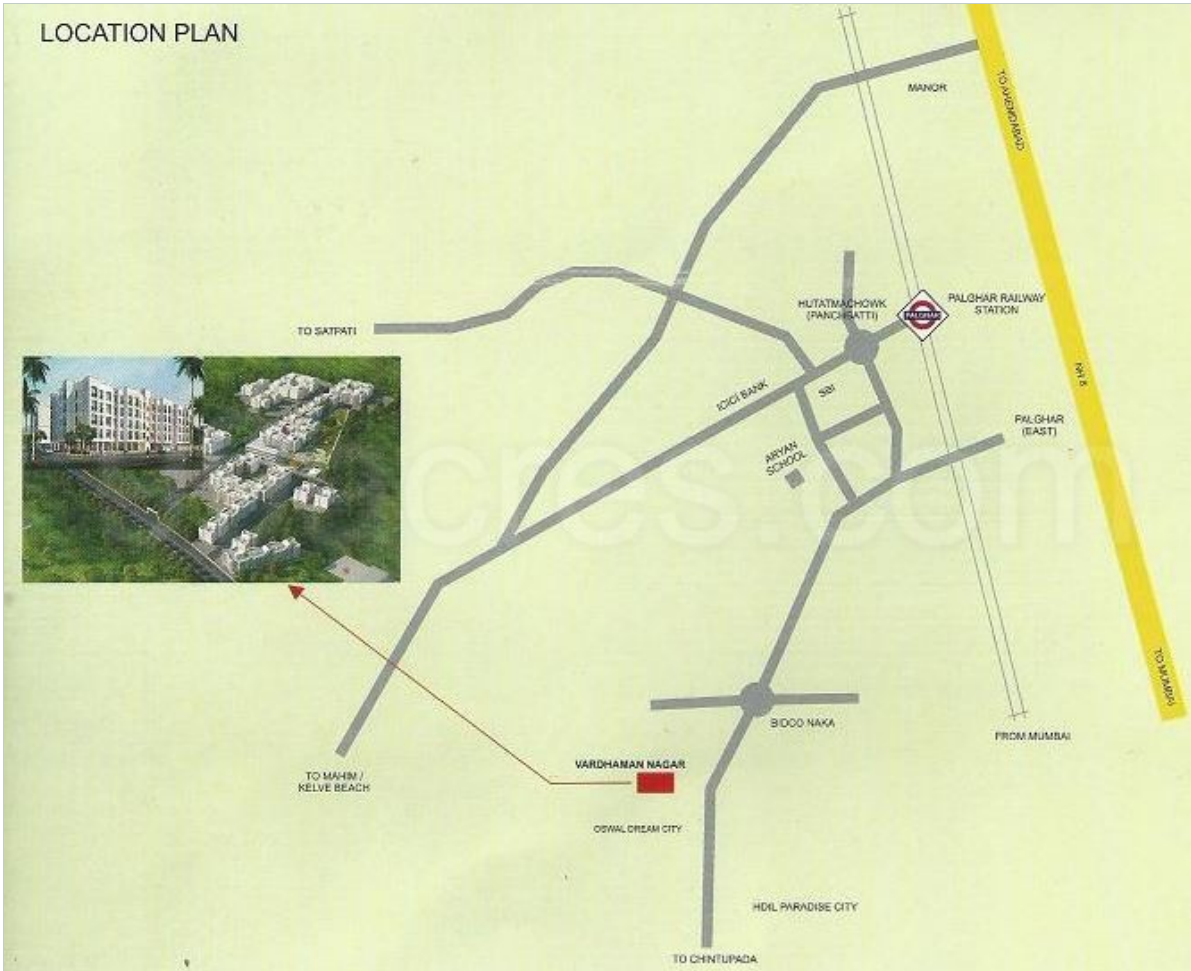 LOCATION PLAN
MANOR
TO AHEMDABAD
HUTATMACHOWK
(PANCHBATTI)
PALGHAR
PALGHAR RAILWAY
STATION
TO SATPATI
NH 8
ICICI BANK
SBI
PALGHAR
(EAST)
ARYAN
SCHOOL
TO MUMBAI
BIDCO NAKA
FROM MUMBAI
VARDHAMAN NAGAR
TO MAHIM /
KELVE BEACH
OSWAL DREAM CITY
HDIL PARADISE CITY
TO CHINTUPADA